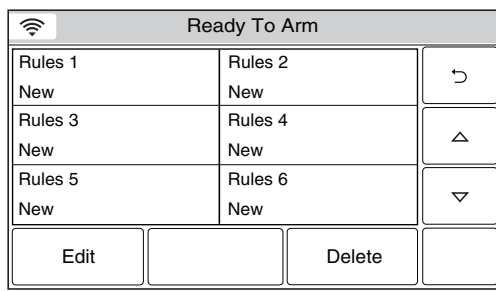 Ready To Arm
Rules 1
New
Rules 2
New
Rules 3
New
Rules 4
New
Rules 5
New
Rules 6
New
Edit
Delete